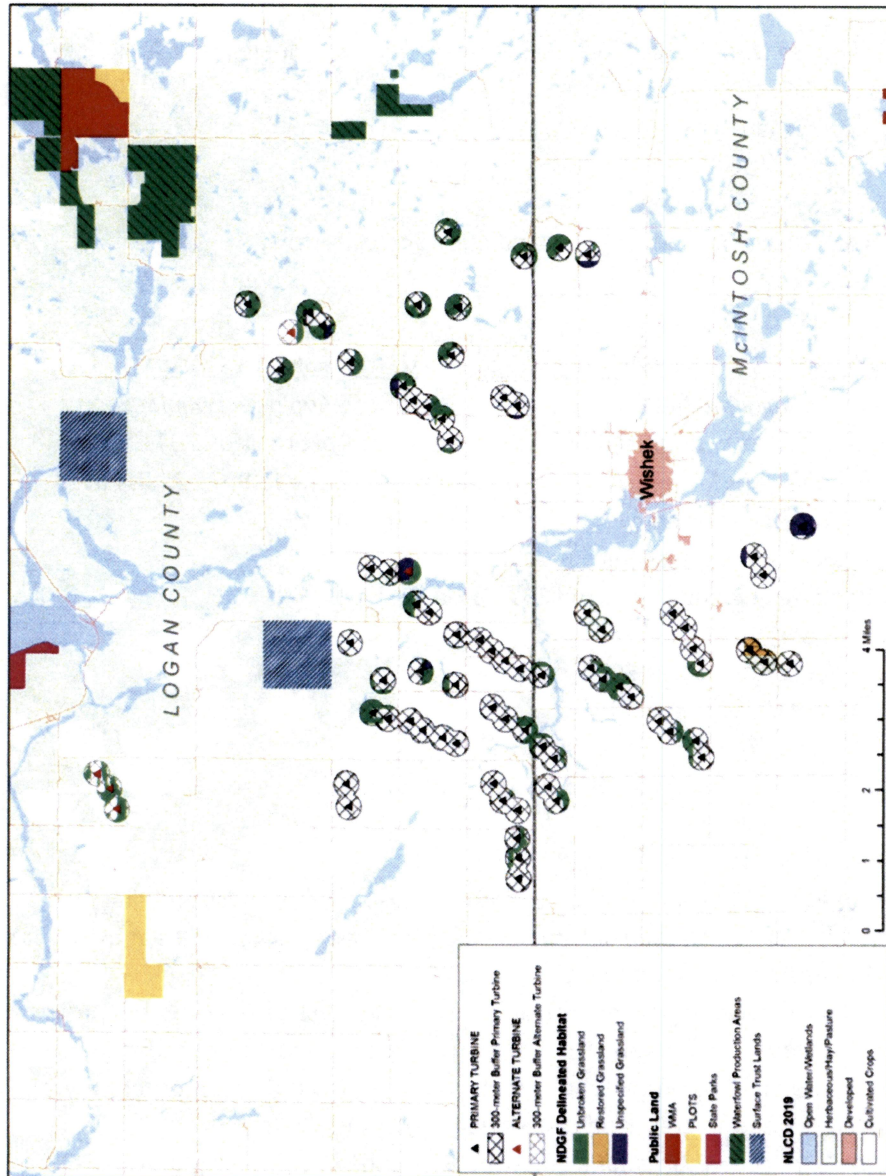 LOGAN COUNTY
McINTOSH COUNTY
Wishek
PRIMARY TURBINE
300-meter Buffer Primary Turbine
ALTERNATE TURBINE
300-meter Buffer Alternate Turbine
NDGF Delineated Habitat
Unbroken Grassland
Restored Grassland
Unspecified Grassland
Public Land
WMA
PLOTS
State Parks
Waterfowl Production Areas
Surface Trust Lands
NLCD 2019
Open Water/Wetlands
Herbaceous/Hay/Pasture
Developed
Cultivated Crops
0 1 2 4 Miles